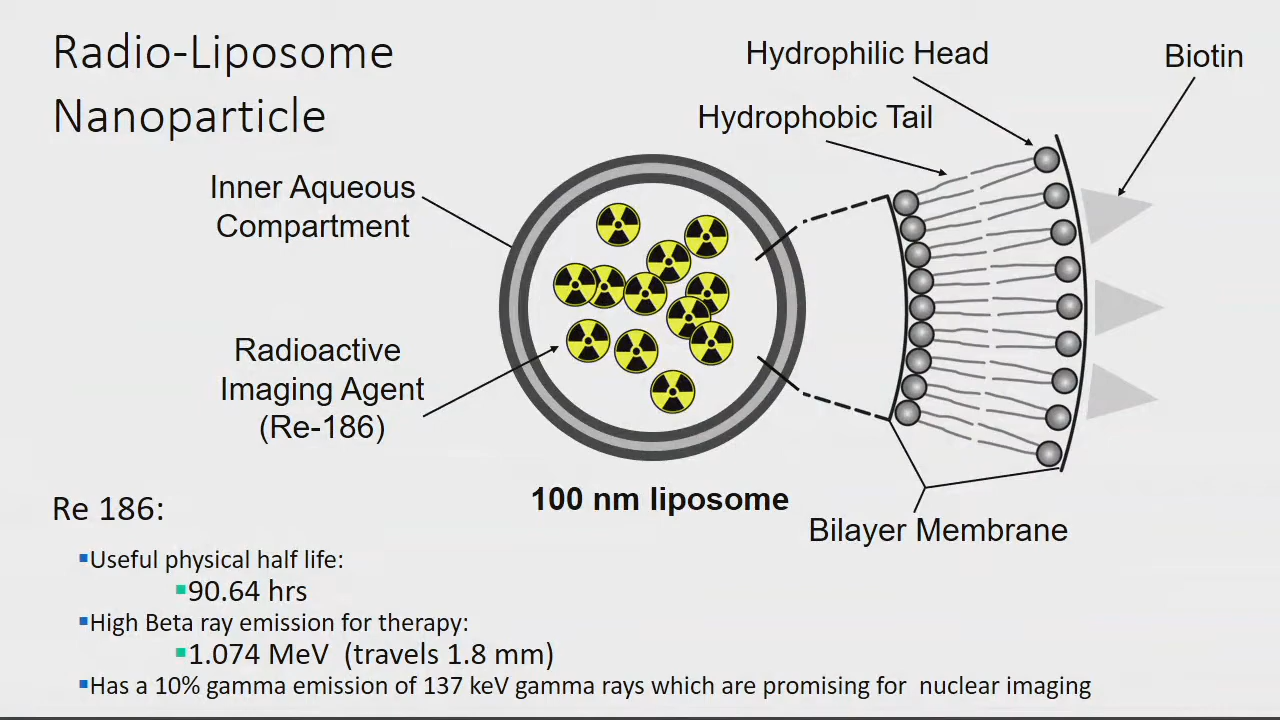 Radio-Liposome
Nanoparticle
Hydrophilic Head
Biotin
Hydrophobic Tail
Inner Aqueous
Compartment
Radioactive
Imaging Agent
(Re-186)
100 nm liposome
Bilayer Membrane
Re 186:
Useful physical half life:
90.64 hrs
High Beta ray emission for therapy:
1.074 MeV (travels 1.8 mm)
Has a 10% gamma emission of 137 keV gamma rays which are promising for nuclear imaging